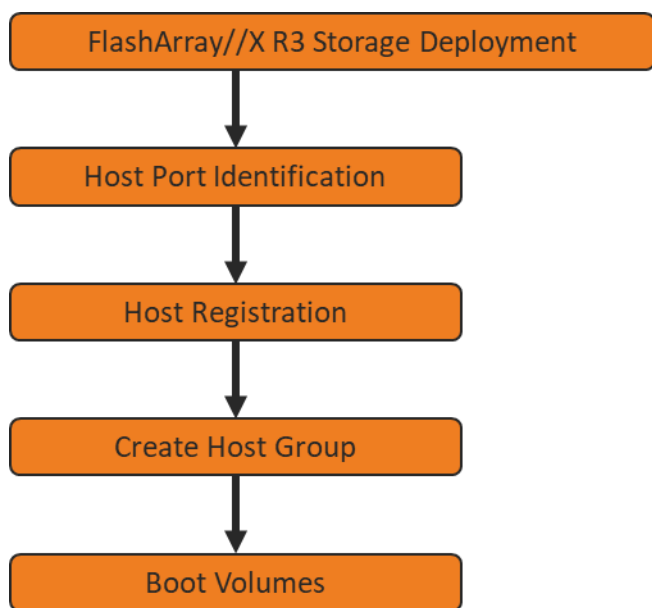 FlashArray//X R3 Storage Deployment
Host Port Identification
Host Registration
Create Host Group
Boot Volumes